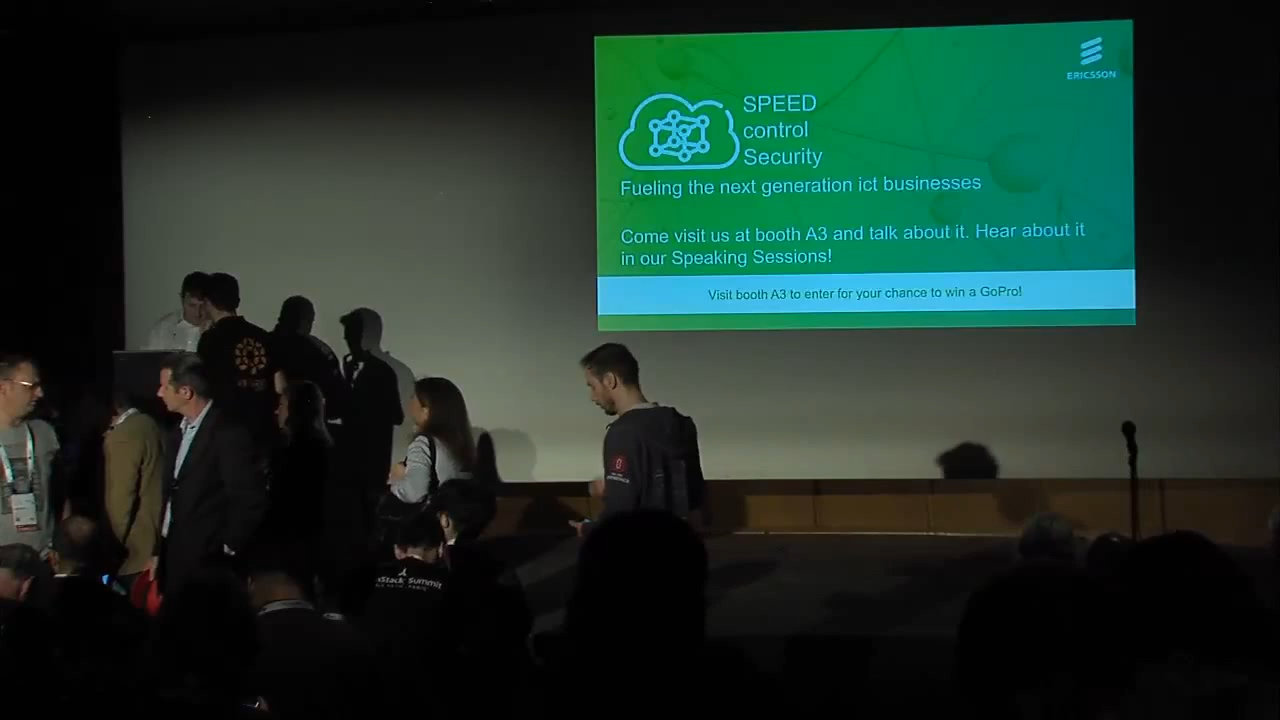 ERICSSON
SPEED
control
Security
Fueling the next generation ict businesses
Come visit us at booth A3 and talk about it. Hear about it
in our Speaking Sessions!
Visit booth A3 to enter for your chance to win a GoPro!
Stack Summit